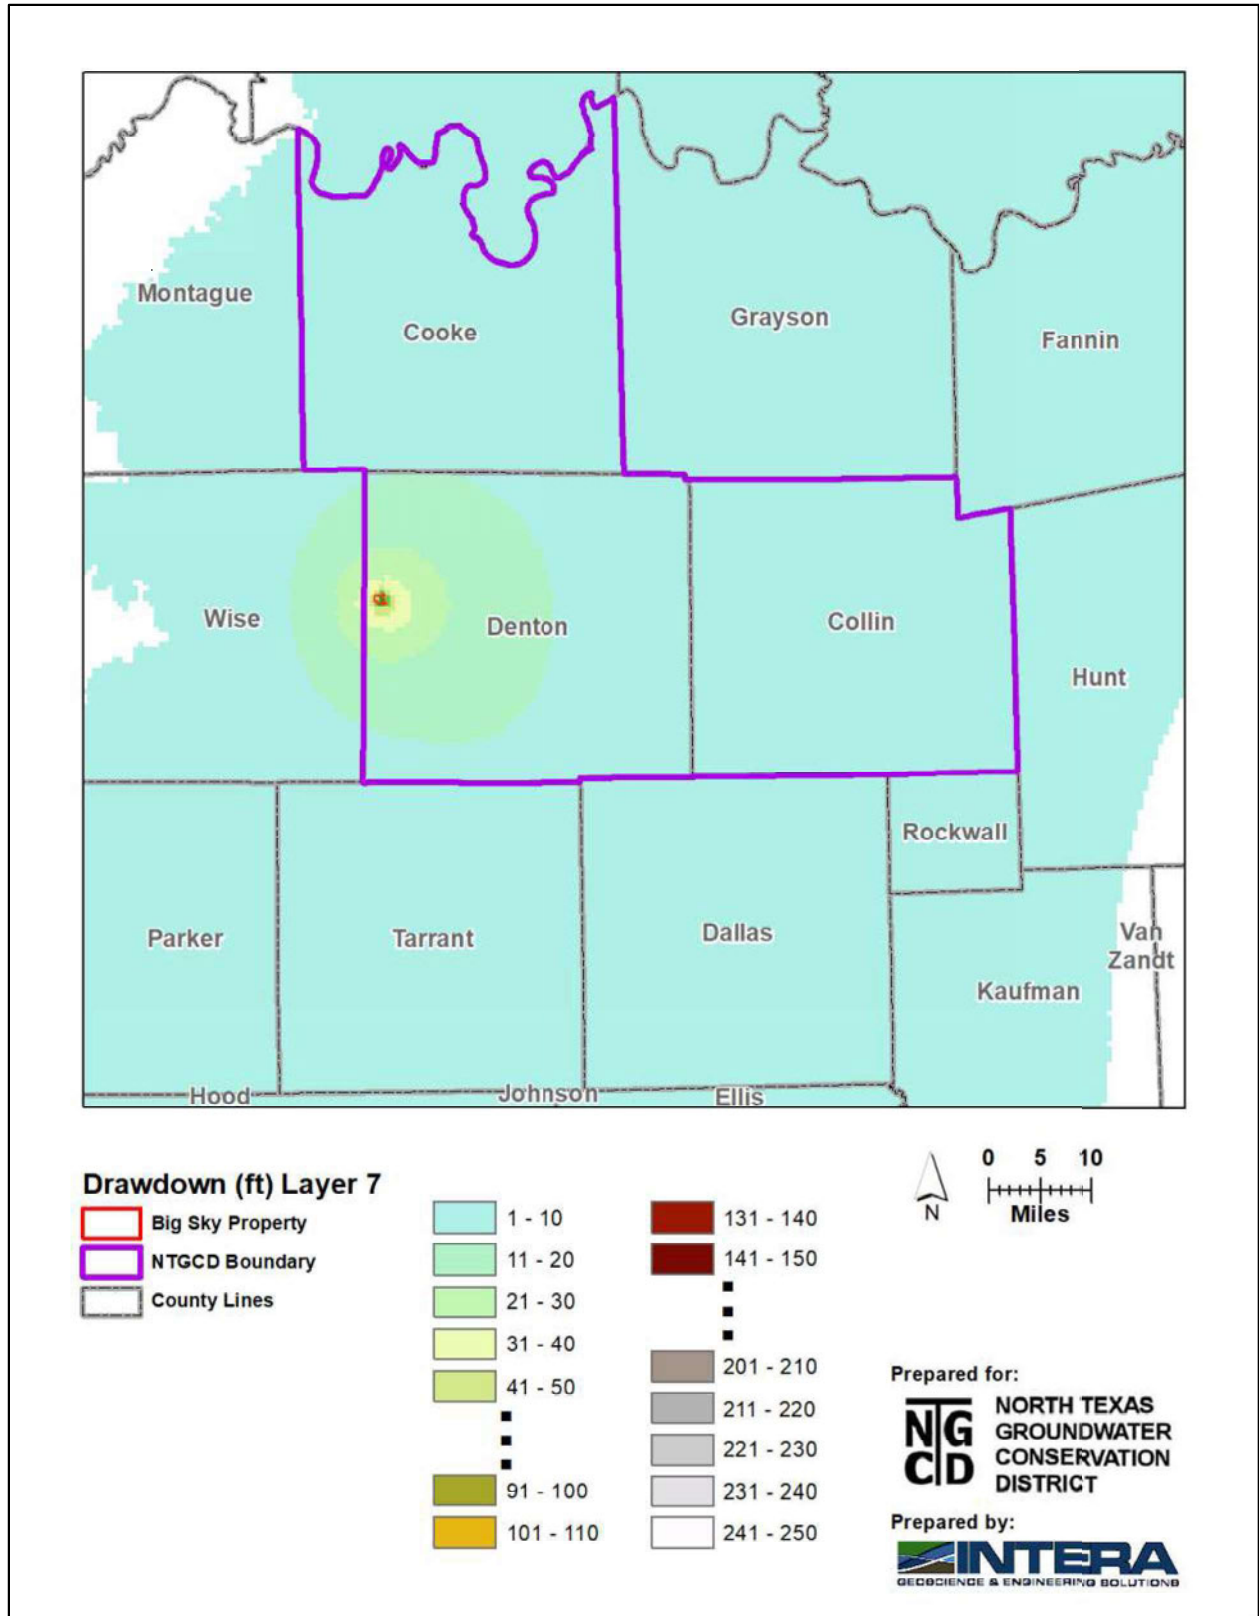 Montague
Cooke
Grayson
Fannin
Wise
Denton
Collin
Hunt
Rockwall
Parker
Tarrant
Dallas
Van
Zandt
Kaufman
Hood
Johnson
Ellis
Drawdown (ft) Layer 7
Big Sky Property
NTGCD Boundary
County Lines
1 - 10
11 - 20
21 - 30
31 - 40
41 - 50
91 - 100
101 - 110
131 - 140
141 - 150
201 - 210
211 - 220
221 - 230
231 - 240
241 - 250
N
0 5 10
Miles
Prepared for:
NTGCD
NORTH TEXAS
GROUNDWATER
CONSERVATION
DISTRICT
Prepared by:
INTERA
GEOSCIENCE & ENGINEERING SOLUTIONS